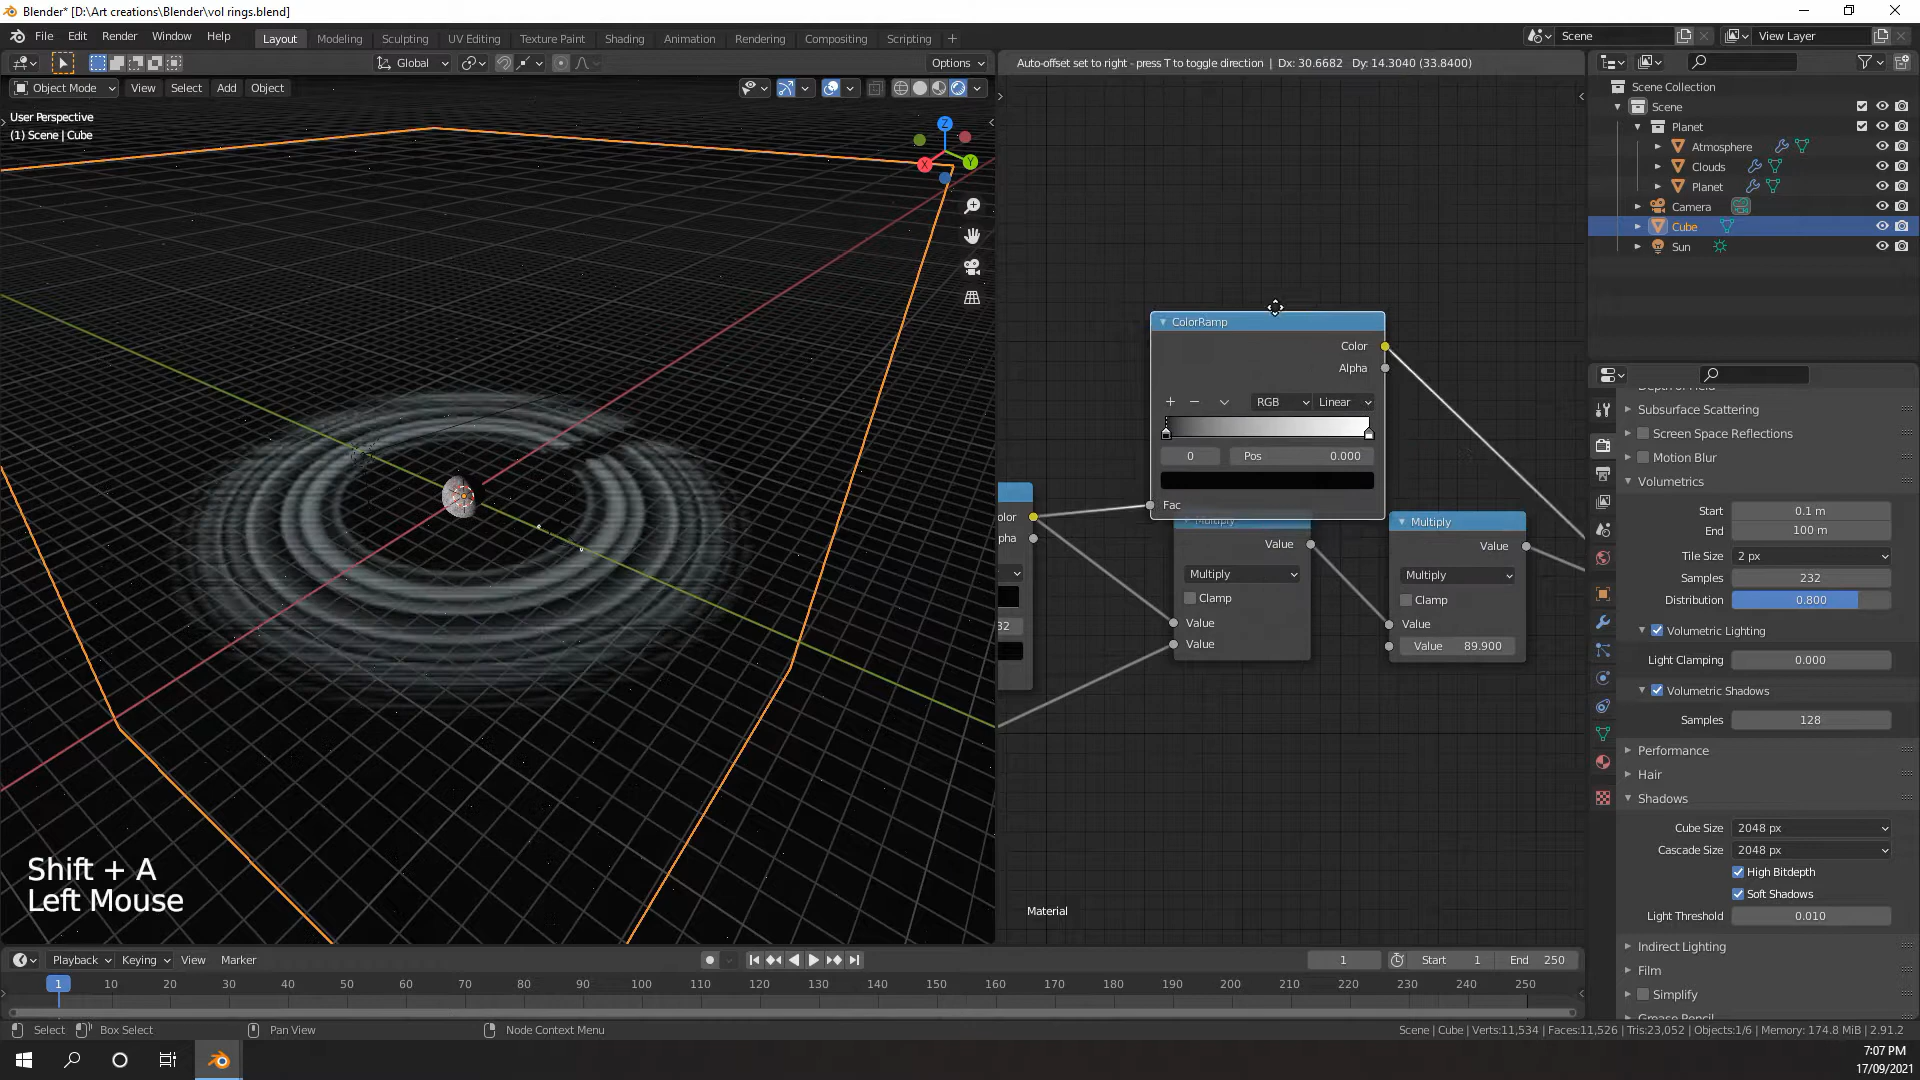 Blender* [D:\Art creations\Blender\vol rings.blend]
File Edit Render Window Help
Layout Modeling Sculpting UV Editing Texture Paint Shading Animation Rendering Compositing Scripting
Scene
View Layer
Global
Options
Auto-offset set to right - press T to toggle direction | Dx: 30.6682 Dy: 14.3040 (33.8400)
Object Mode View Select Add Object
User Perspective
(1) Scene | Cube
Z
Y
X
Scene Collection
Scene
Planet
Atmosphere
Clouds
Planet
Camera
Cube
Sun
ColorRamp
Color
Alpha
RGB Linear
0 Pos 0.000
Fac
olor
pha
32
Multiply
Value
Multiply
Clamp
Value
Value
Multiply
Value
Multiply
Clamp
Value
Value 89.900
Material
Subsurface Scattering
Screen Space Reflections
Motion Blur
Volumetrics
Start 0.1 m
End 100 m
Tile Size 2 px
Samples 232
Distribution 0.800
Volumetric Lighting
Light Clamping 0.000
Volumetric Shadows
Samples 128
Performance
Hair
Shadows
Cube Size 2048 px
Cascade Size 2048 px
High Bitdepth
Soft Shadows
Light Threshold 0.010
Indirect Lighting
Film
Simplify
Grease Pencil
Shift + A
Left Mouse
Playback Keying View Marker
1 Start 1 End 250
1 10 20 30 40 50 60 70 80 90 100 110 120 130 140 150 160 170 180 190 200 210 220 230 240 250
Select Box Select Pan View Node Context Menu
Scene | Cube | Verts:11,534 | Faces:11,526 | Tris:23,052 | Objects:1/6 | Memory: 174.8 MiB | 2.91.2
7:07 PM
17/09/2021